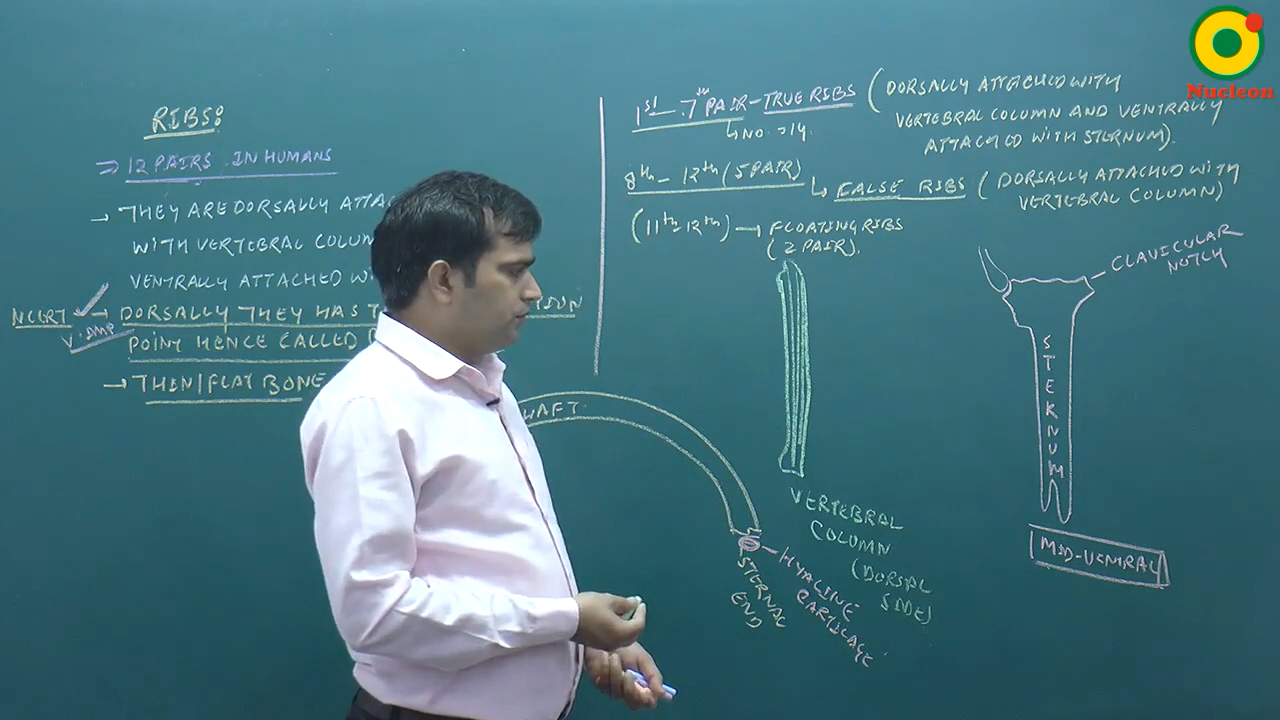 RIBS:
⇒ 12 PAIRS IN HUMANS
→ THEY ARE DORSALLY ATTA
WITH VERTEBRAL COLUM
VENTRALLY ATTACHED W
NCERT ✓ → DORSALLY THEY HAS T
V. IMP
POINT HENCE CALLED
→ THIN/FLAT BONE
HAFT
STERNAL
END
HYALINE
CARTILAGE
1st - 7th PAIR - TRUE RIBS (DORSALLY ATTACHED WITH
VERTEBRAL COLUMN AND VENTRALLY
ATTACHED WITH STERNUM).
↳ NO. → 14.
8th - 12th (5 PAIR)
↳ FALSE RIBS (DORSALLY ATTACHED WITH
VERTEBRAL COLUMN)
(11th-12th) → FLOATING RIBS
(2 PAIR).
VERTEBRAL
COLUMN
(DORSAL
SIDE)
CLAVICULAR
NOTCH
STERNUM
MID-VENTRAL
Nucleon